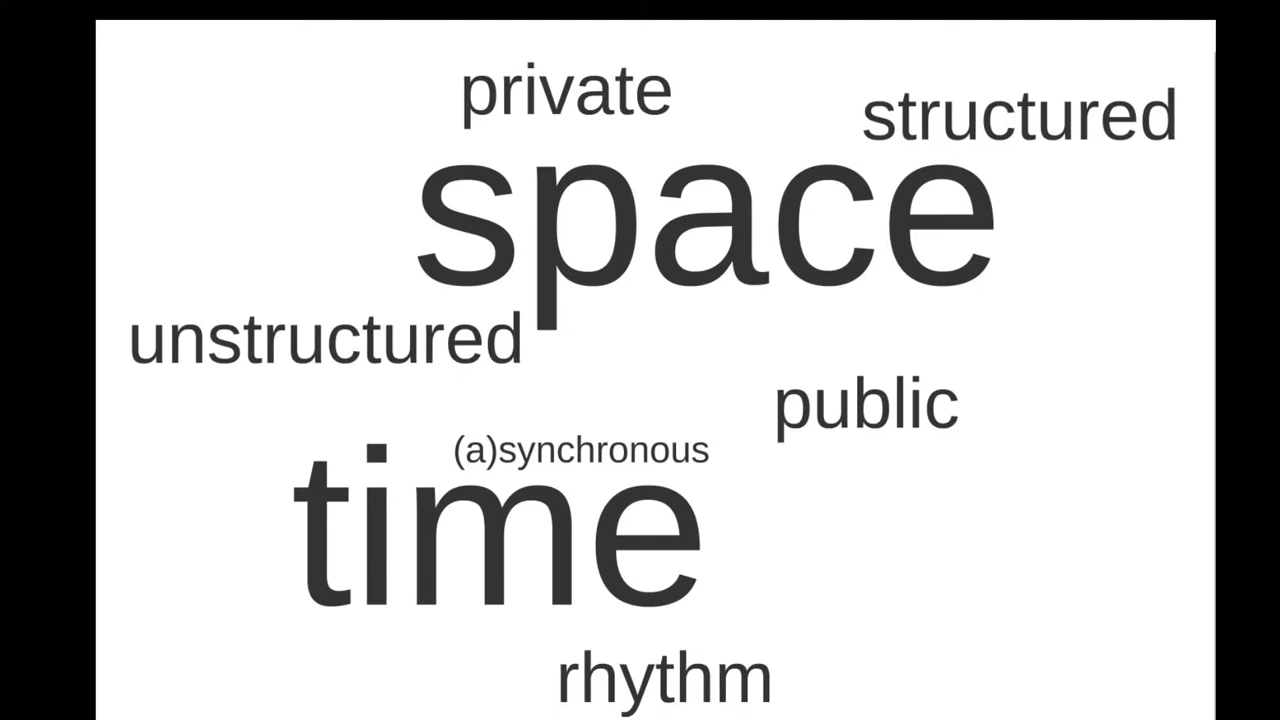 private
structured
space
unstructured
public
(a)synchronous
time
rhythm